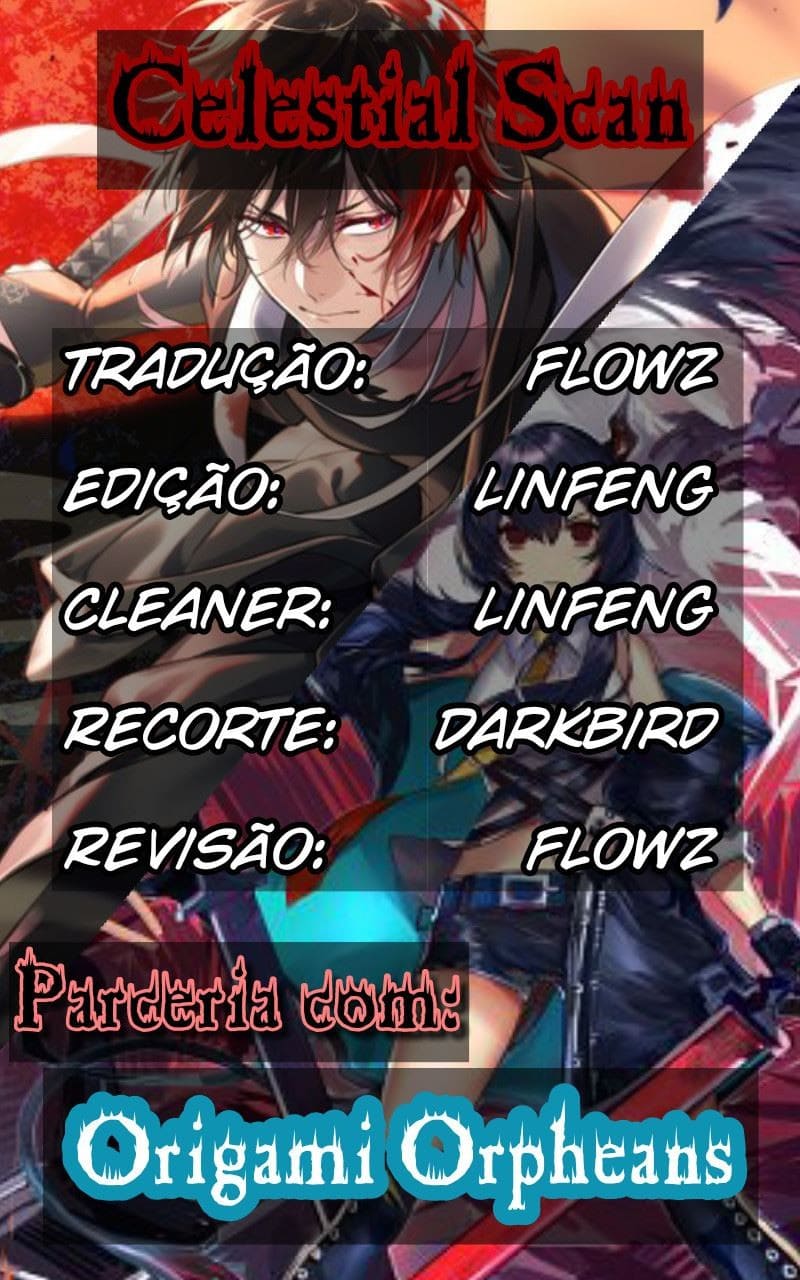 Celestial Scan
TRADUÇÃO: FLOWZ
EDIÇÃO: LINFENG
CLEANER: LINFENG
RECORTE: DARKBIRD
REVISÃO: FLOWZ
Parceria com:
Origami Orpheans